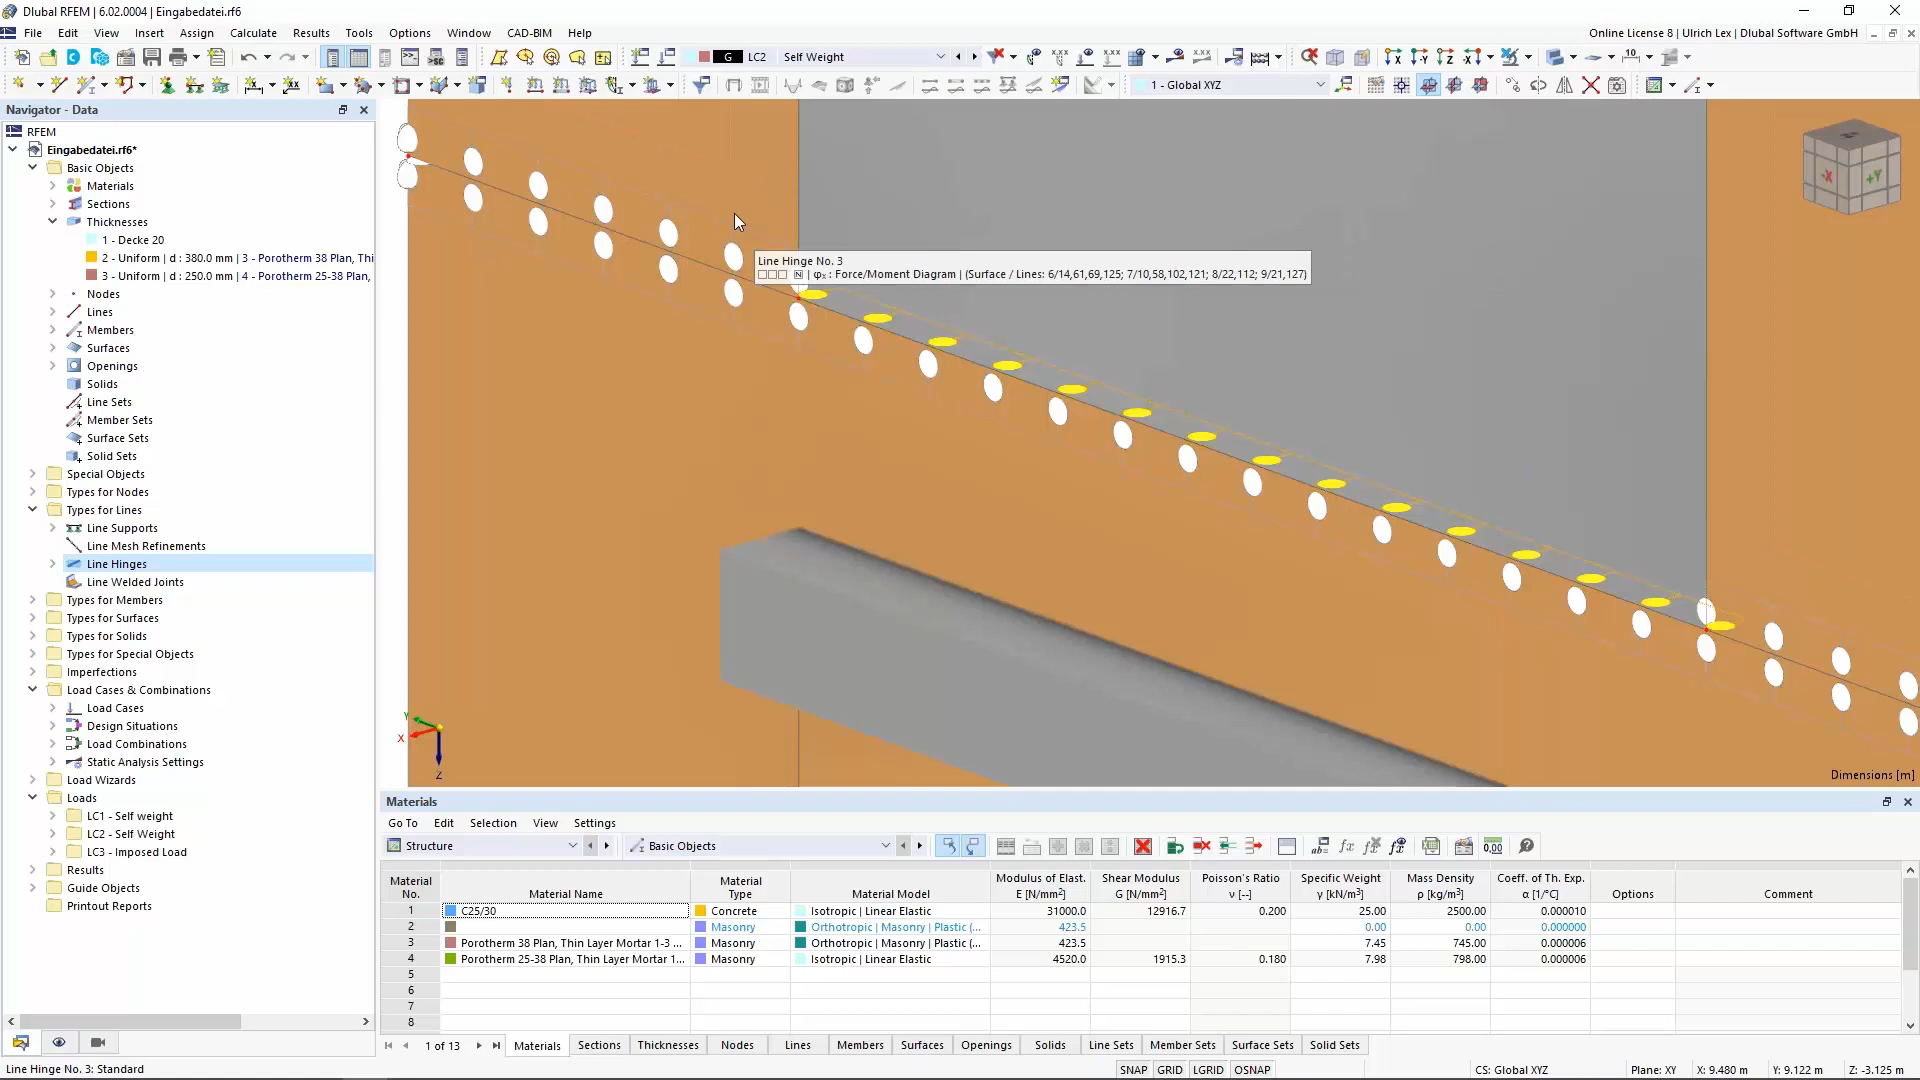 Dlubal RFEM | 6.02.0004 | Eingabedatei.rf6*
File Edit View Insert Assign Calculate Results Tools Options Window CAD-BIM Help
Online License 8 | Ulrich Lex | Dlubal Software GmbH
G LC2 Self Weight
1 - Global XYZ
Navigator - Data
RFEM
Eingabedatei.rf6*
Basic Objects
Materials
Sections
Thicknesses
1 - Decke 20
2 - Uniform | d : 380.0 mm | 3 - Porotherm 38 Plan, Thi
3 - Uniform | d : 250.0 mm | 4 - Porotherm 25-38 Plan,
Nodes
Lines
Members
Surfaces
Openings
Solids
Line Sets
Member Sets
Surface Sets
Solid Sets
Special Objects
Types for Nodes
Types for Lines
Line Supports
Line Mesh Refinements
Line Hinges
Line Welded Joints
Types for Members
Types for Surfaces
Types for Solids
Types for Special Objects
Imperfections
Load Cases & Combinations
Load Cases
Design Situations
Load Combinations
Static Analysis Settings
Load Wizards
Loads
LC1 - Self weight
LC2 - Self Weight
LC3 - Imposed Load
Results
Guide Objects
Printout Reports
Line Hinge No. 3
N | φx : Force/Moment Diagram | (Surface / Lines: 6/14,61,69,125; 7/10,58,102,121; 8/22,112; 9/21,127)
-X +Y
Y
X
Z
Dimensions [m]
Materials
Go To Edit Selection View Settings
Structure Basic Objects
Material No. Material Name Material Type Material Model Modulus of Elast. E [N/mm²] Shear Modulus G [N/mm²] Poisson's Ratio ν [--] Specific Weight γ [kN/m³] Mass Density ρ [kg/m³] Coeff. of Th. Exp. α [1/°C] Options Comment
1 C25/30 Concrete Isotropic | Linear Elastic 31000.0 12916.7 0.200 25.00 2500.00 0.000010
2 Masonry Orthotropic | Masonry | Plastic (... 423.5 0.00 0.00 0.000000
3 Porotherm 38 Plan, Thin Layer Mortar 1-3 ... Masonry Orthotropic | Masonry | Plastic (... 423.5 7.45 745.00 0.000006
4 Porotherm 25-38 Plan, Thin Layer Mortar 1... Masonry Isotropic | Linear Elastic 4520.0 1915.3 0.180 7.98 798.00 0.000006
5
6
7
8
1 of 13 Materials Sections Thicknesses Nodes Lines Members Surfaces Openings Solids Line Sets Member Sets Surface Sets Solid Sets
Line Hinge No. 3: Standard
SNAP GRID LGRID OSNAP
CS: Global XYZ Plane: XY X: 9.480 m Y: 9.122 m Z: -3.125 m